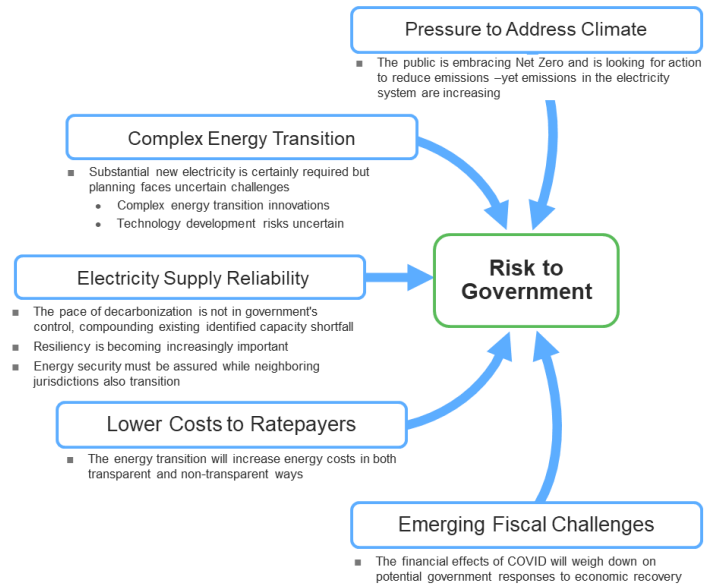 Pressure to Address Climate
■ The public is embracing Net Zero and is looking for action
to reduce emissions –yet emissions in the electricity
system are increasing
Complex Energy Transition
■ Substantial new electricity is certainly required but
planning faces uncertain challenges
● Complex energy transition innovations
● Technology development risks uncertain
Electricity Supply Reliability
■ The pace of decarbonization is not in government's
control, compounding existing identified capacity shortfall
■ Resiliency is becoming increasingly important
■ Energy security must be assured while neighboring
jurisdictions also transition
Risk to
Government
Lower Costs to Ratepayers
■ The energy transition will increase energy costs in both
transparent and non-transparent ways
Emerging Fiscal Challenges
■ The financial effects of COVID will weigh down on
potential government responses to economic recovery